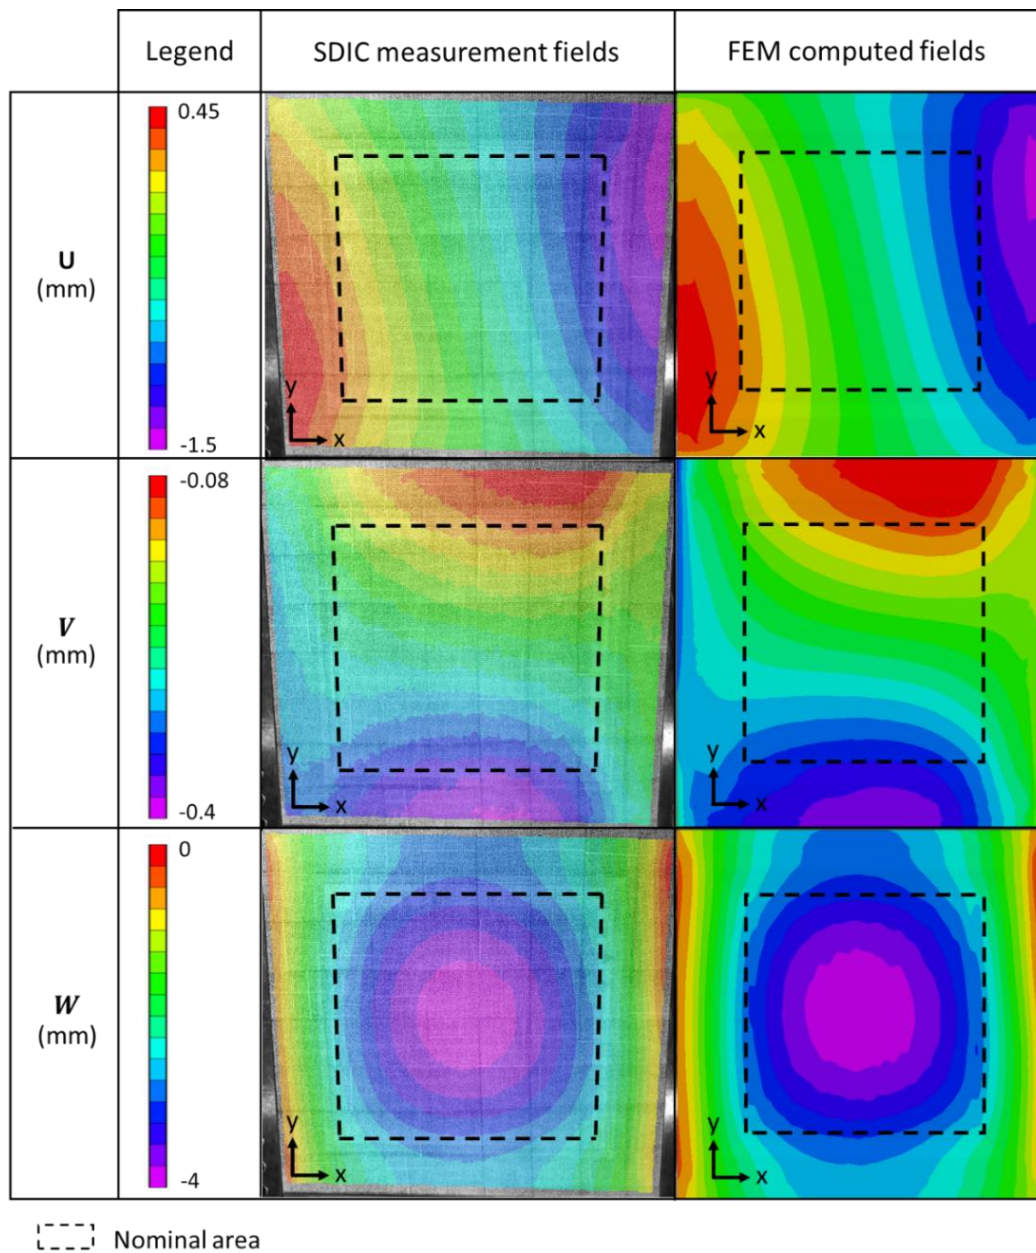 Legend
SDIC measurement fields
FEM computed fields
U
(mm)
0.45
-1.5
y
x
y
x
V
(mm)
-0.08
-0.4
y
x
y
x
W
(mm)
0
-4
y
x
y
x
Nominal area